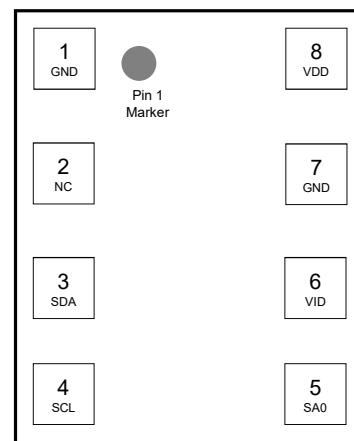 1
GND
Pin 1
Marker
8
VDD
2
NC
7
GND
3
SDA
6
VID
4
SCL
5
SA0